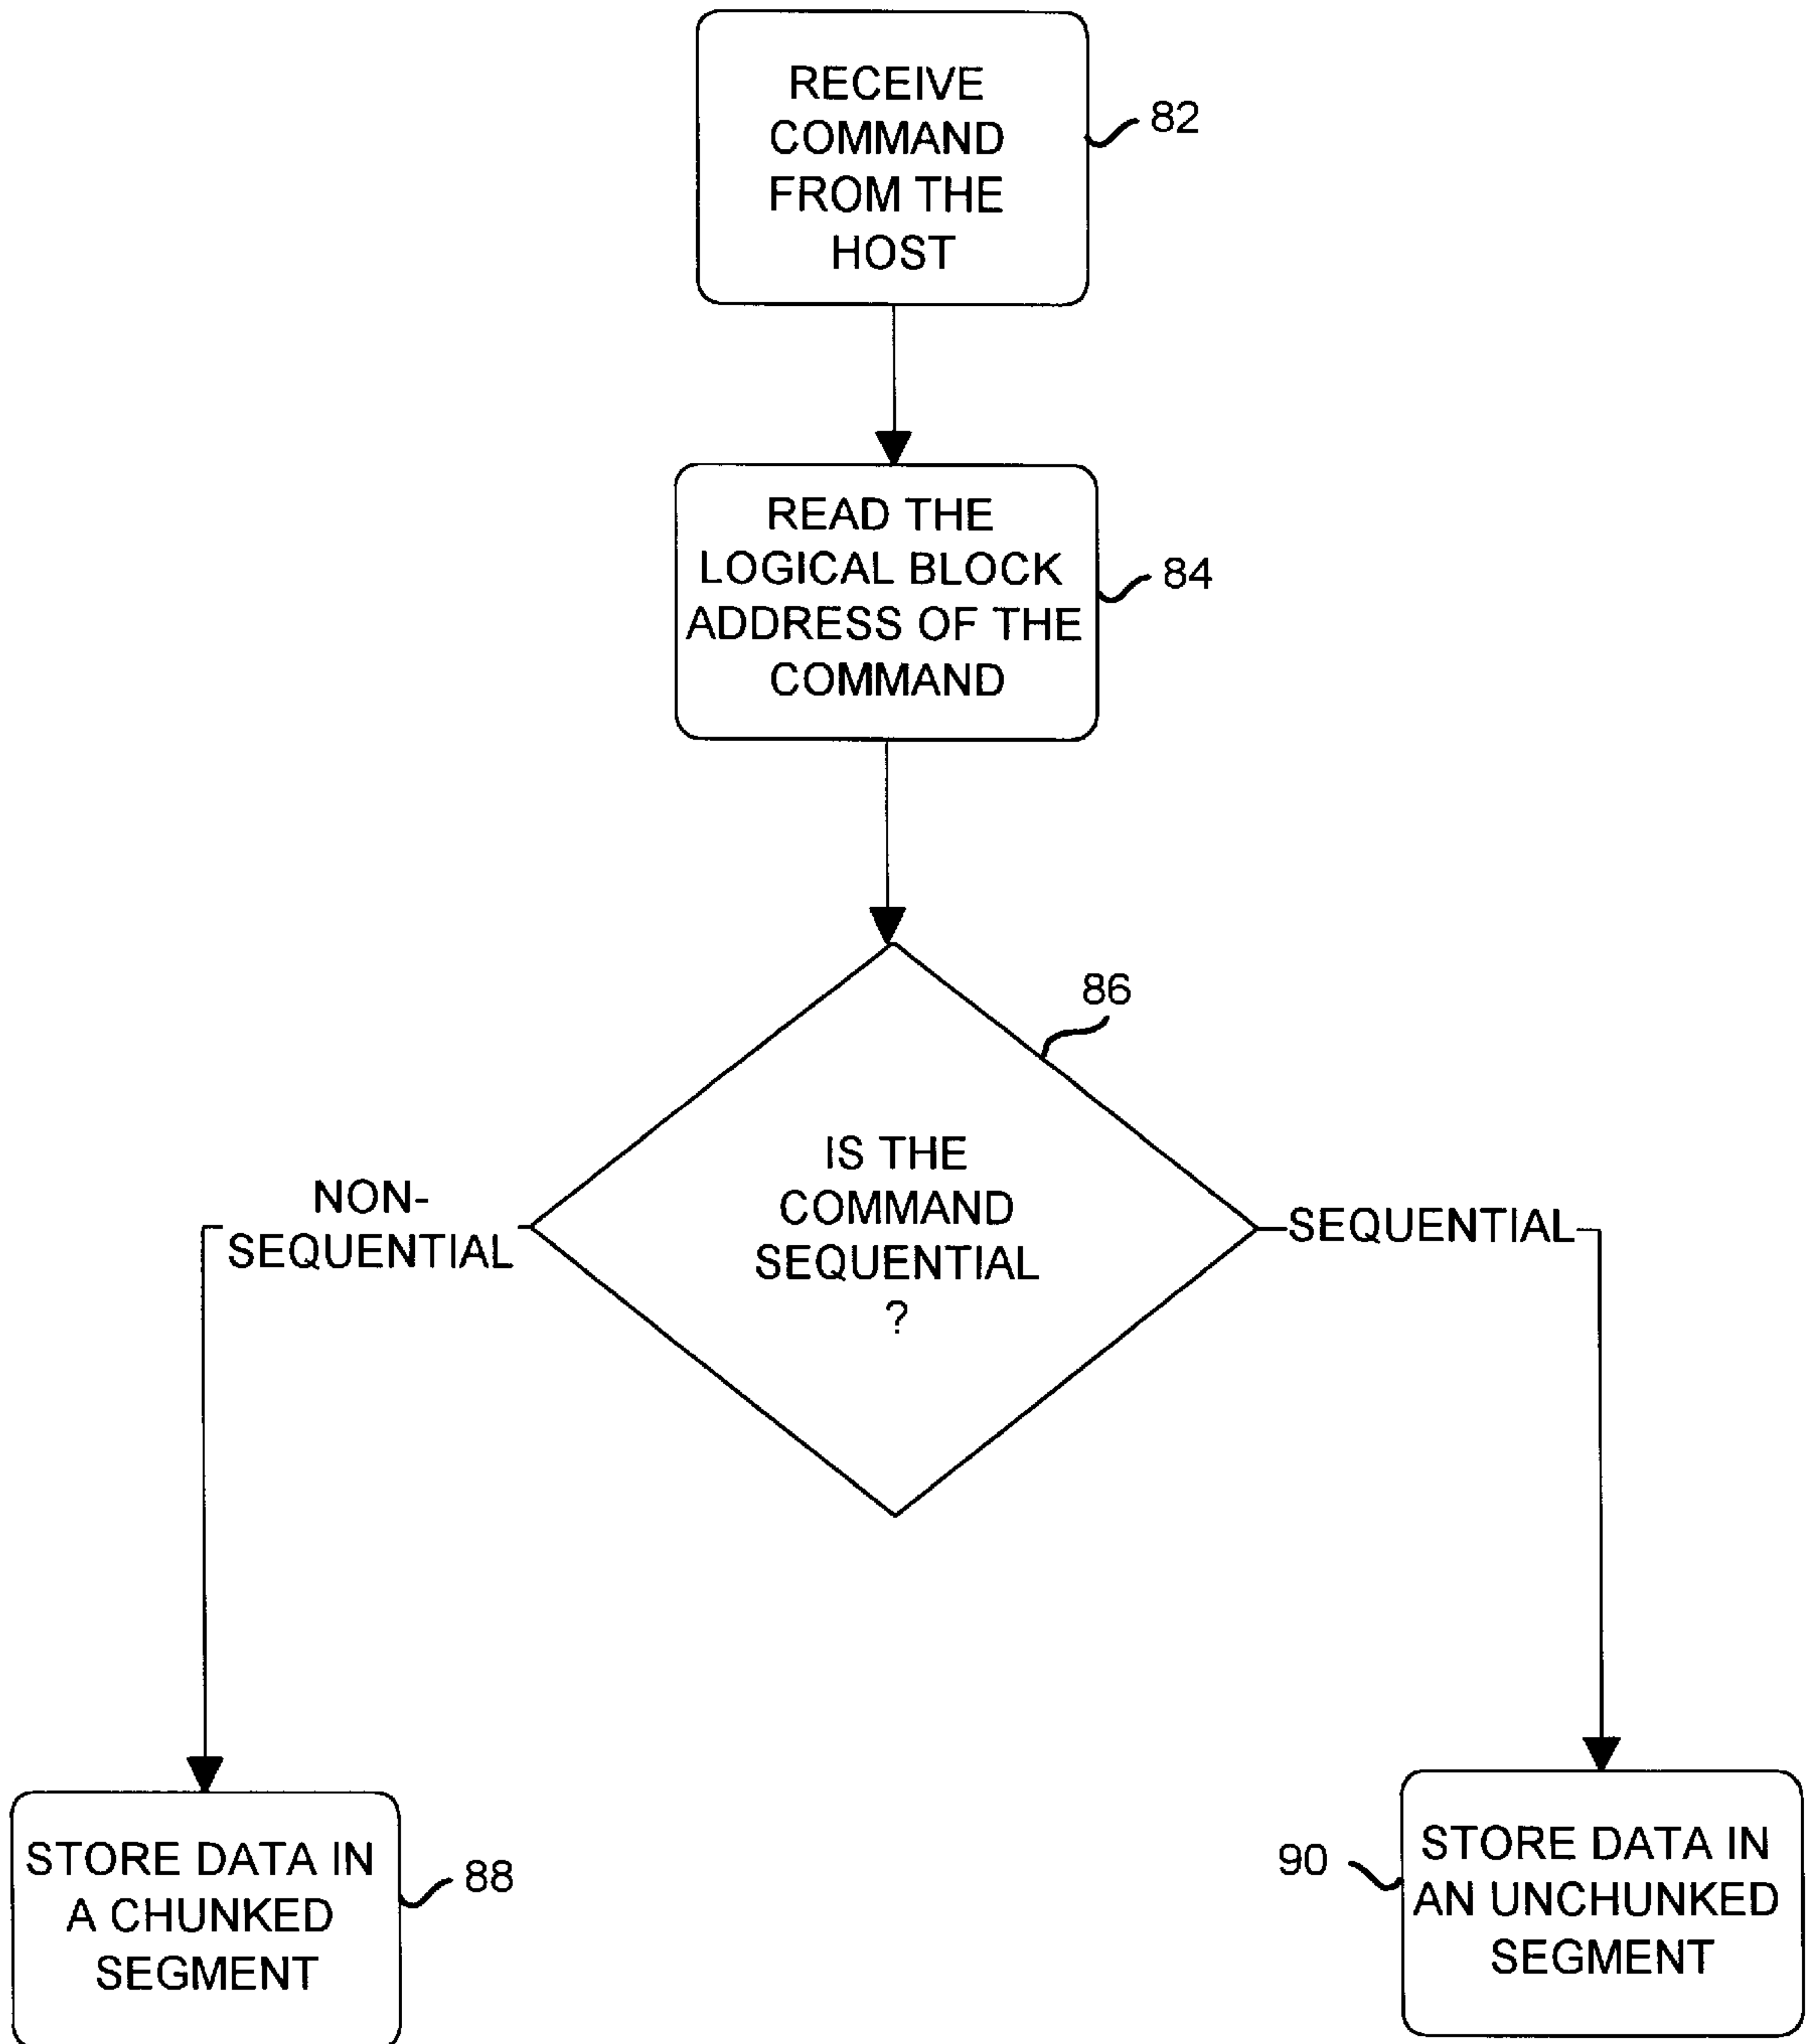 RECEIVE
COMMAND
FROM THE
HOST
82
READ THE
LOGICAL BLOCK
ADDRESS OF THE
COMMAND
84
86
IS THE
COMMAND
SEQUENTIAL
?
NON-
SEQUENTIAL
SEQUENTIAL
STORE DATA IN
A CHUNKED
SEGMENT
88
90
STORE DATA IN
AN UNCHUNKED
SEGMENT